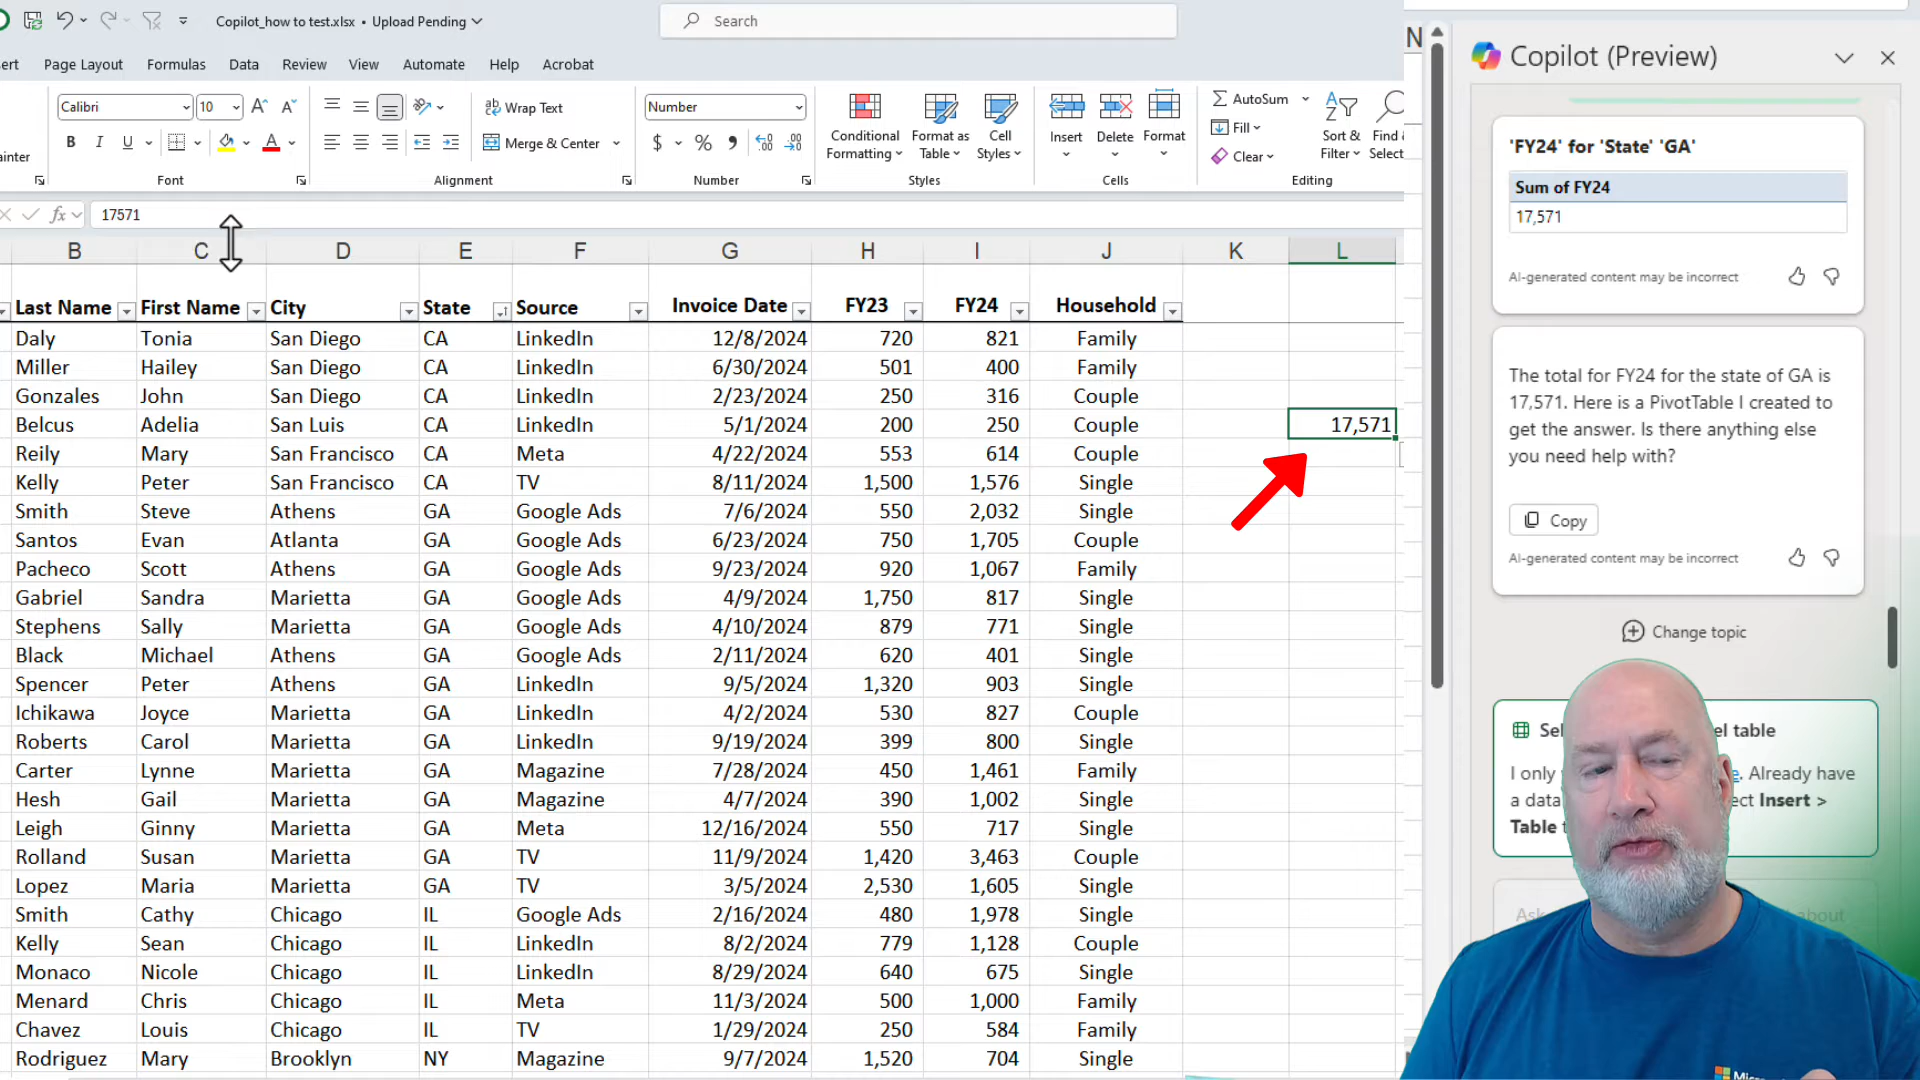 Copilot_how to test.xlsx • Upload Pending
Search
Page Layout Formulas Data Review View Automate Help Acrobat
Calibri 10
Wrap Text
Number
AutoSum
B I U
Merge & Center
$ % 9
Conditional Formatting
Format as Table
Cell Styles
Insert Delete Format
Fill
Clear
Sort & Filter
Find & Select
Font Alignment Number Styles Cells Editing
fx 17571
B C D E F G H I J K L N
Last Name First Name City State Source Invoice Date FY23 FY24 Household
Daly Tonia San Diego CA LinkedIn 12/8/2024 720 821 Family
Miller Hailey San Diego CA LinkedIn 6/30/2024 501 400 Family
Gonzales John San Diego CA LinkedIn 2/23/2024 250 316 Couple
Belcus Adelia San Luis CA LinkedIn 5/1/2024 200 250 Couple 17,571
Reily Mary San Francisco CA Meta 4/22/2024 553 614 Couple
Kelly Peter San Francisco CA TV 8/11/2024 1,500 1,576 Single
Smith Steve Athens GA Google Ads 7/6/2024 550 2,032 Single
Santos Evan Atlanta GA Google Ads 6/23/2024 750 1,705 Couple
Pacheco Scott Athens GA Google Ads 9/23/2024 920 1,067 Family
Gabriel Sandra Marietta GA Google Ads 4/9/2024 1,750 817 Single
Stephens Sally Marietta GA Google Ads 4/10/2024 879 771 Single
Black Michael Athens GA Google Ads 2/11/2024 620 401 Single
Spencer Peter Athens GA LinkedIn 9/5/2024 1,320 903 Single
Ichikawa Joyce Marietta GA LinkedIn 4/2/2024 530 827 Couple
Roberts Carol Marietta GA LinkedIn 9/19/2024 399 800 Single
Carter Lynne Marietta GA Magazine 7/28/2024 450 1,461 Family
Hesh Gail Marietta GA Magazine 4/7/2024 390 1,002 Single
Leigh Ginny Marietta GA Meta 12/16/2024 550 717 Single
Rolland Susan Marietta GA TV 11/9/2024 1,420 3,463 Couple
Lopez Maria Marietta GA TV 3/5/2024 2,530 1,605 Single
Smith Cathy Chicago IL Google Ads 2/16/2024 480 1,978 Single
Kelly Sean Chicago IL LinkedIn 8/2/2024 779 1,128 Couple
Monaco Nicole Chicago IL LinkedIn 8/29/2024 640 675 Single
Menard Chris Chicago IL Meta 11/3/2024 500 1,000 Family
Chavez Louis Chicago IL TV 1/29/2024 250 584 Family
Rodriguez Mary Brooklyn NY Magazine 9/7/2024 1,520 704 Single
Copilot (Preview)
'FY24' for 'State' 'GA'
Sum of FY24
17,571
AI-generated content may be incorrect
The total for FY24 for the state of GA is
17,571. Here is a PivotTable I created to
get the answer. Is there anything else
you need help with?
Copy
AI-generated content may be incorrect
Change topic
table
I only Already have
a data Insert >
Table
about